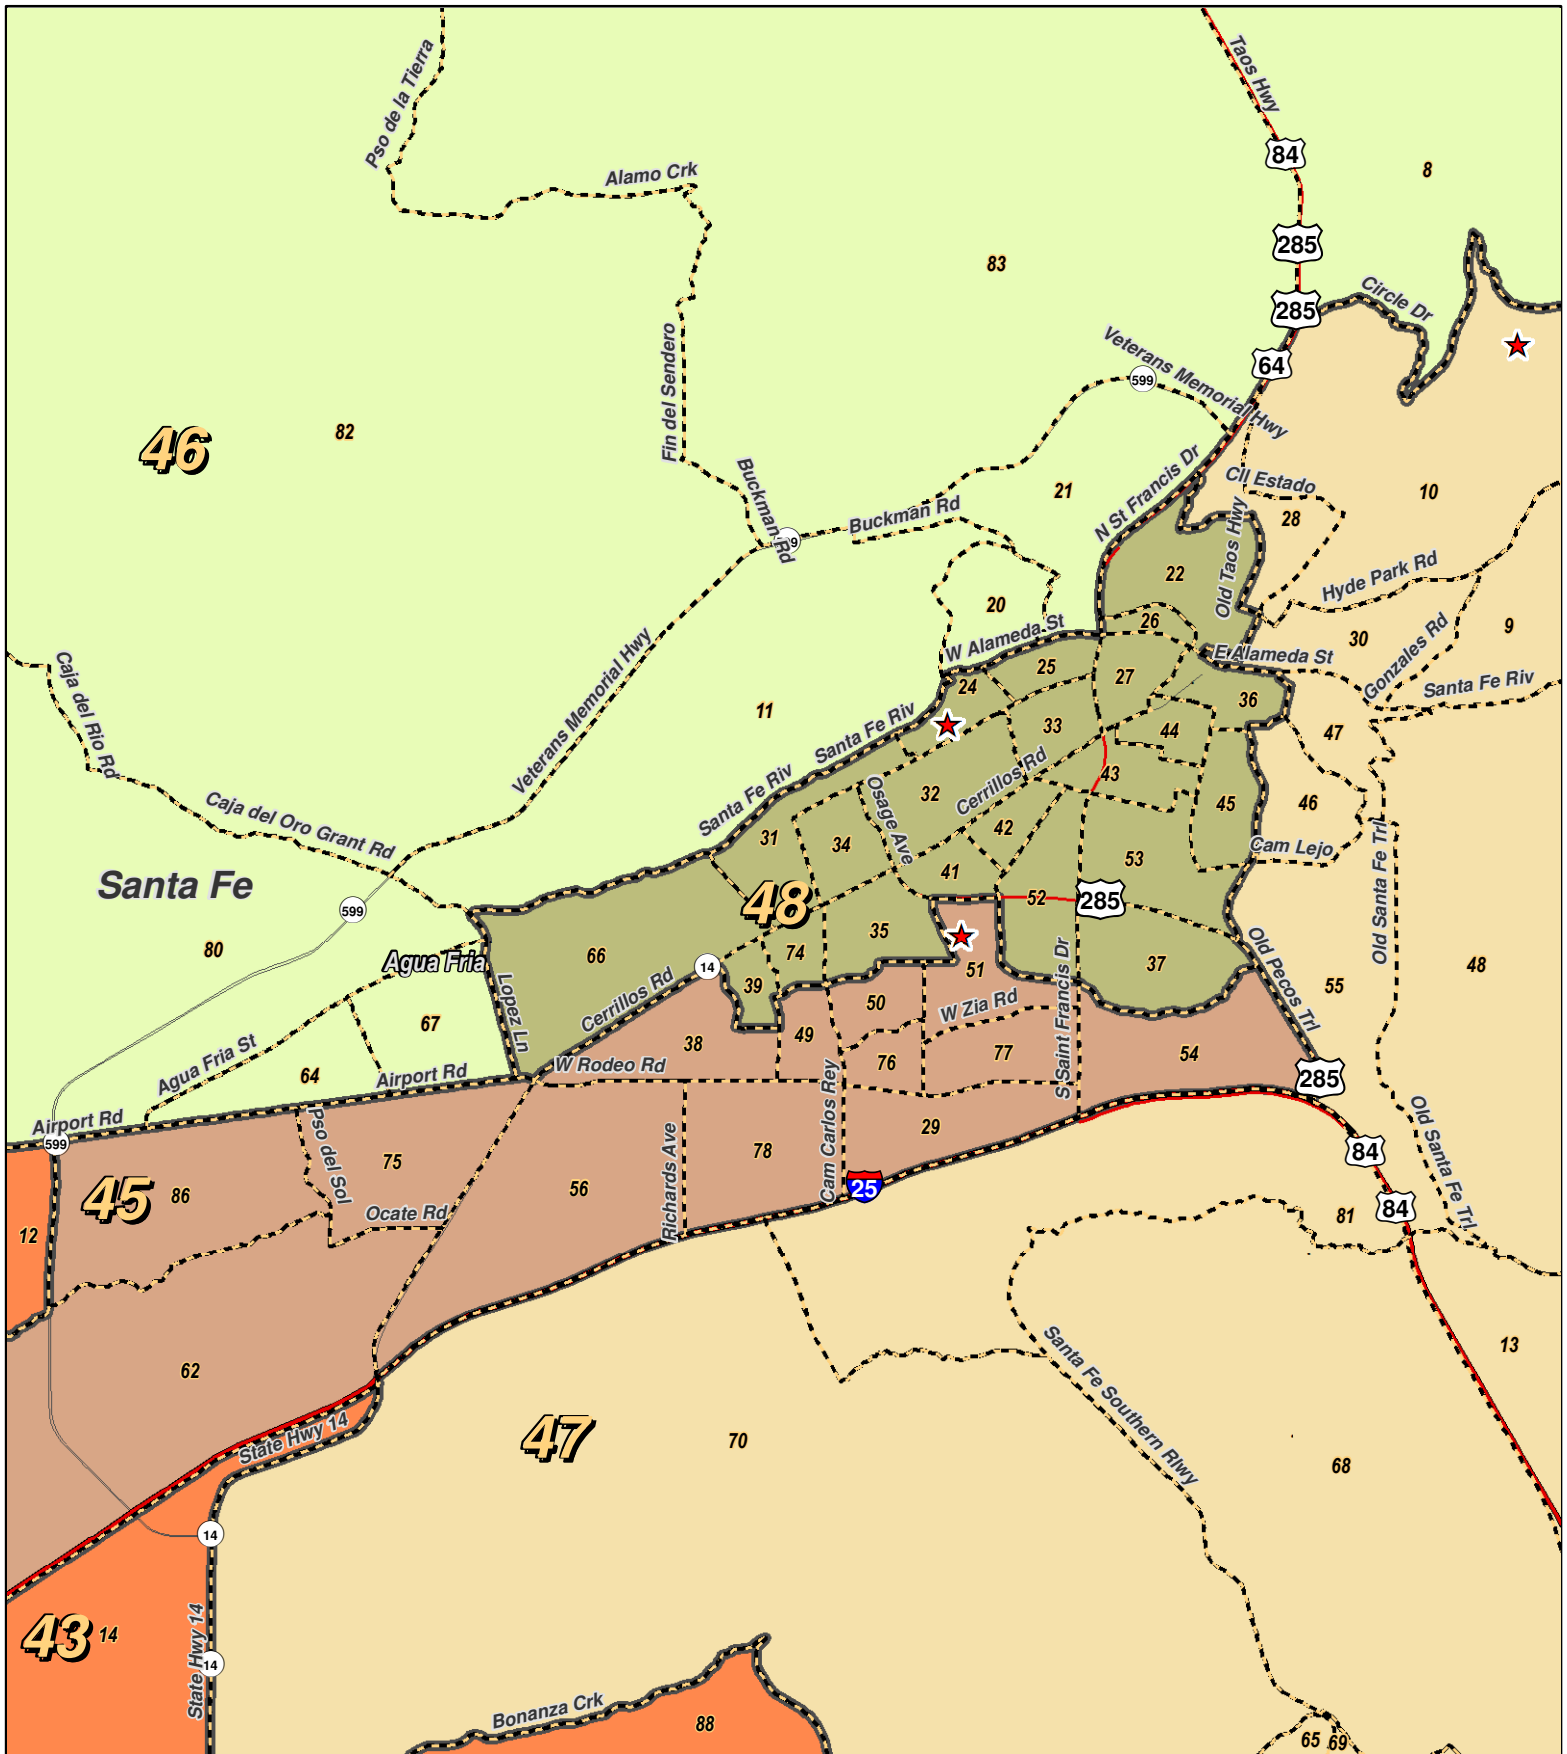 Taos Hwy
Pso de la Tierra
84
8
Alamo Crk
285
83
Circle Dr
285
Fin del Sendero
Veterans Memorial Hwy
64
599
46
82
Buckman Rd
N St Francis Dr
Cll Estado
21
10
Buckman Rd
28
Old Taos Hwy
22
Hyde Park Rd
20
26
W Alameda St
E Alameda St
30
9
Gonzales Rd
Caja del Rio Rd
Veterans Memorial Hwy
25
24
27
36
Santa Fe Riv
11
Santa Fe Riv
33
44
47
43
Santa Fe Riv
Osage Ave
32
Cerrillos Rd
45
46
Caja del Oro Grant Rd
31
34
42
53
Cam Lejo
Old Santa Fe Trl
41
Santa Fe
48
52
285
599
35
80
66
74
Agua Fria
14
51
37
Old Pecos Trl
48
39
55
Lopez Ln
Cerrillos Rd
50
W Zia Rd
S Saint Francis Dr
67
49
38
77
54
Agua Fria St
64
Airport Rd
W Rodeo Rd
76
285
Airport Rd
599
Cam Carlos Rey
29
Old Santa Fe Trl
Pso del Sol
75
Richards Ave
78
84
45
86
56
25
Ocate Rd
84
81
12
62
Santa Fe Southern Rlwy
13
State Hwy 14
47
70
68
14
43
14
State Hwy 14
14
Bonanza Crk
88
65
69